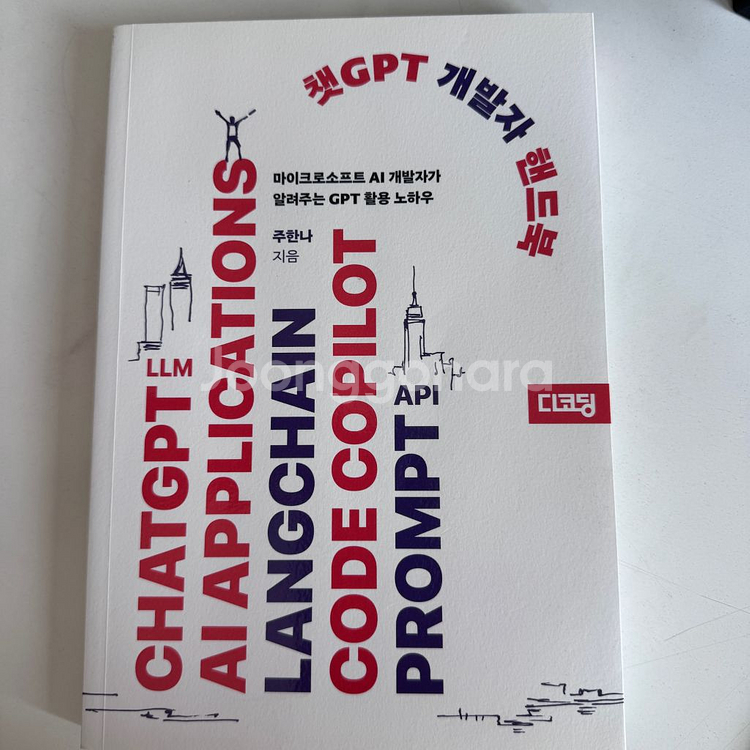 챗GPT 개발자 핸드북
마이크로소프트 AI 개발자가
알려주는 GPT 활용 노하우
주한나
지음
CHATGPT
LLM
AI APPLICATIONS
LANGCHAIN
CODE COPILOT
PROMPT
API
디코딩
Joonggonara